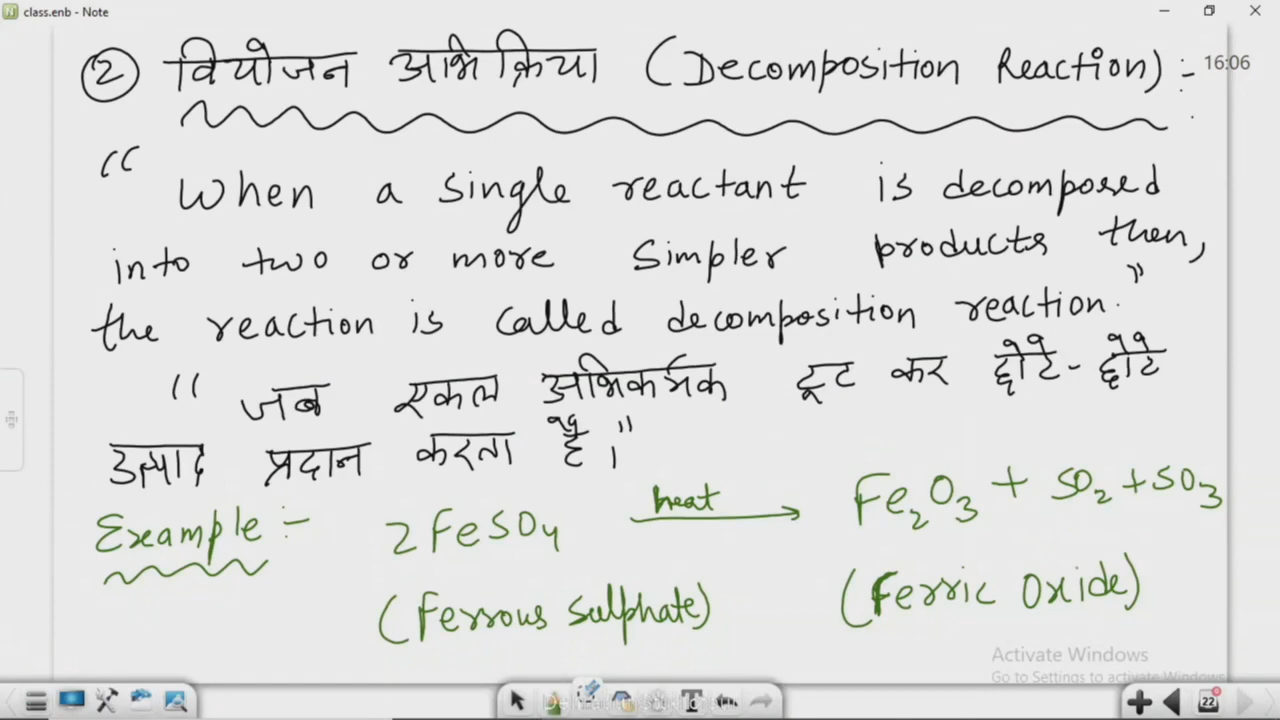 class.enb - Note
② वियोजन अभिक्रिया (Decomposition Reaction) :-
16:06
“ When a single reactant is decomposed
into two or more simpler products then,
the reaction is called decomposition reaction.”
“ जब एकल अभिकर्मक टूट कर छोटे-छोटे
उत्पाद प्रदान करता है।”
Example :- 2FeSO4 heat → Fe2O3 + SO2 + SO3
(Ferrous Sulphate) (Ferric Oxide)
Activate Windows
Go to Settings to activate Windows
22